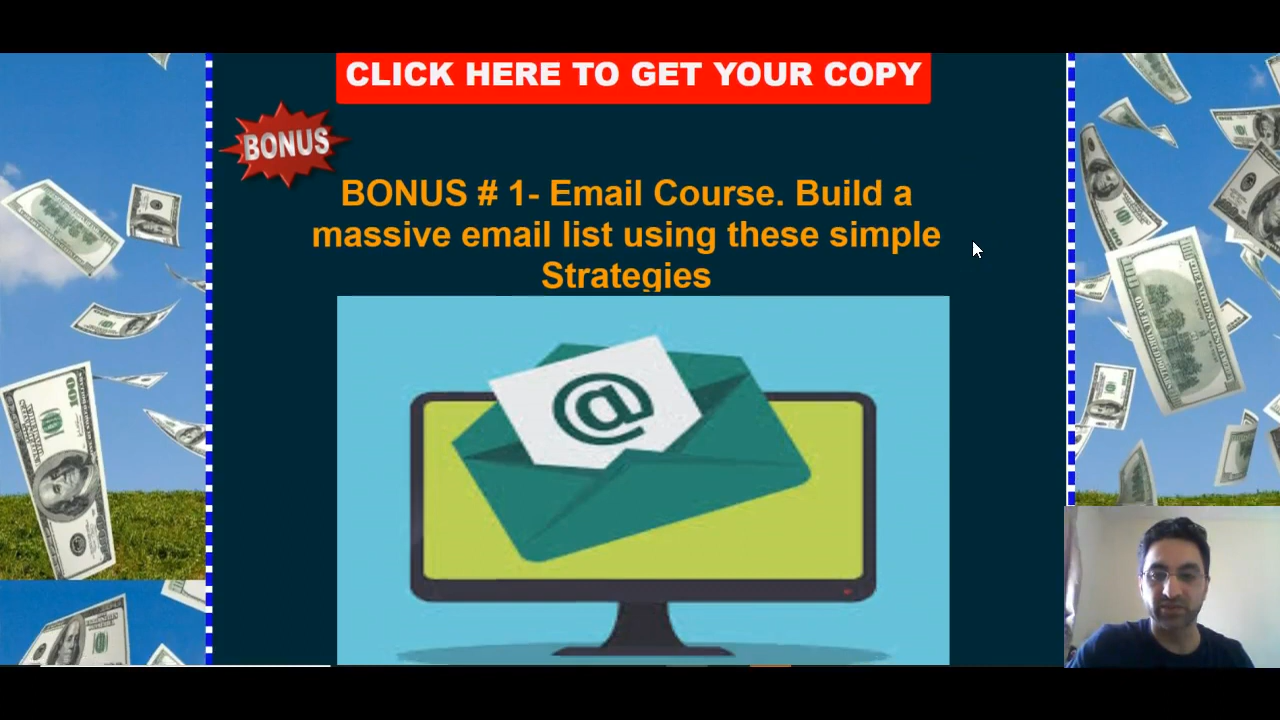 CLICK HERE TO GET YOUR COPY
BONUS
BONUS # 1- Email Course. Build a
massive email list using these simple
Strategies
@